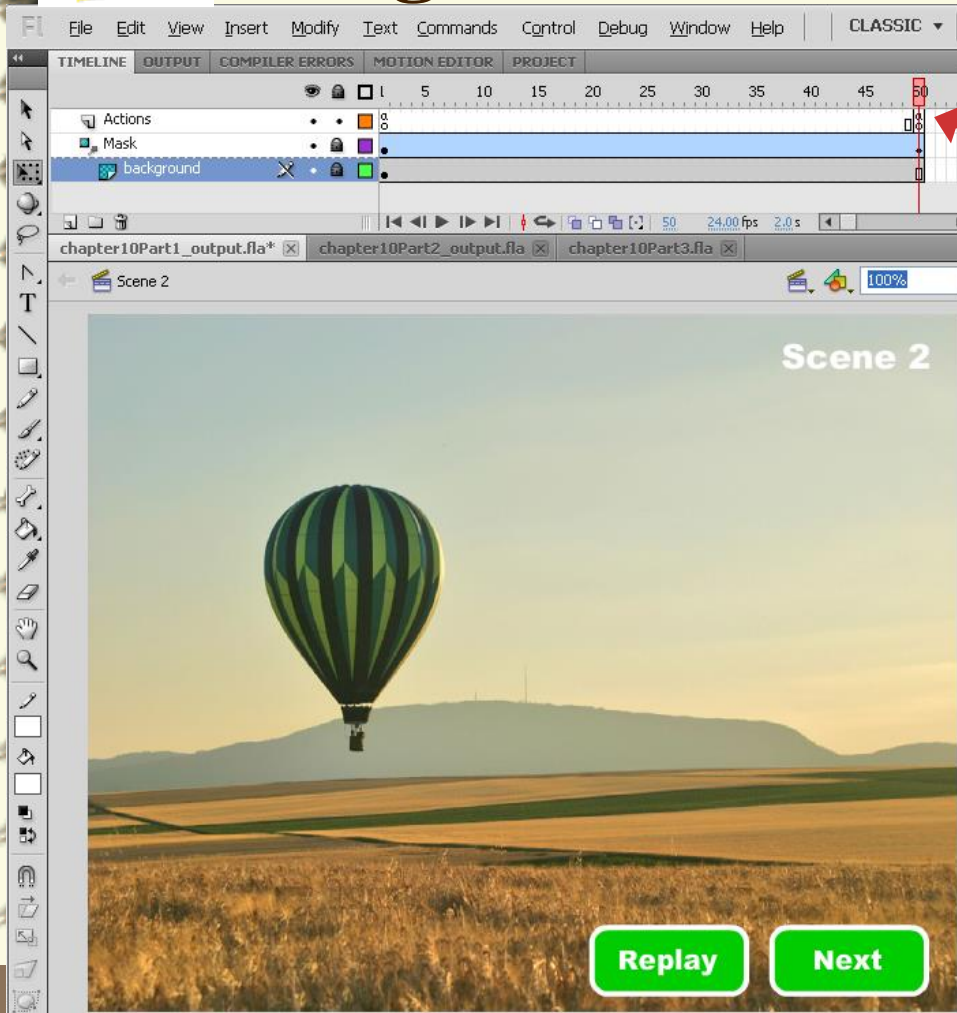 Fl File Edit View Insert Modify Text Commands Control Debug Window Help CLASSIC
TIMELINE OUTPUT COMPILER ERRORS MOTION EDITOR PROJECT
1 5 10 15 20 25 30 35 40 45 50
Actions
Mask
background
50 24.00 fps 2.0 s
chapter10Part1_output.fla* chapter10Part2_output.fla chapter10Part3.fla
Scene 2 100%
Scene 2
Replay Next